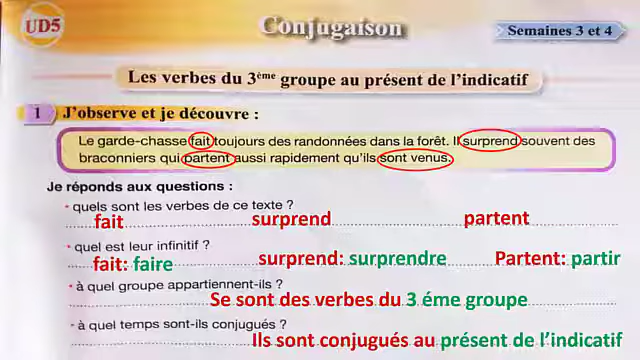 UD5
Conjugaison
Semaines 3 et 4
Les verbes du 3ème groupe au présent de l'indicatif
1 J'observe et je découvre :
Le garde-chasse fait toujours des randonnées dans la forêt. Il surprend souvent des
braconniers qui partent aussi rapidement qu'ils sont venus.
Je réponds aux questions :
• quels sont les verbes de ce texte ?
fait surprend partent
• quel est leur infinitif ?
fait: faire surprend: surprendre Partent: partir
• à quel groupe appartiennent-ils ?
Se sont des verbes du 3 éme groupe
• à quel temps sont-ils conjugués ?
Ils sont conjugués au présent de l'indicatif